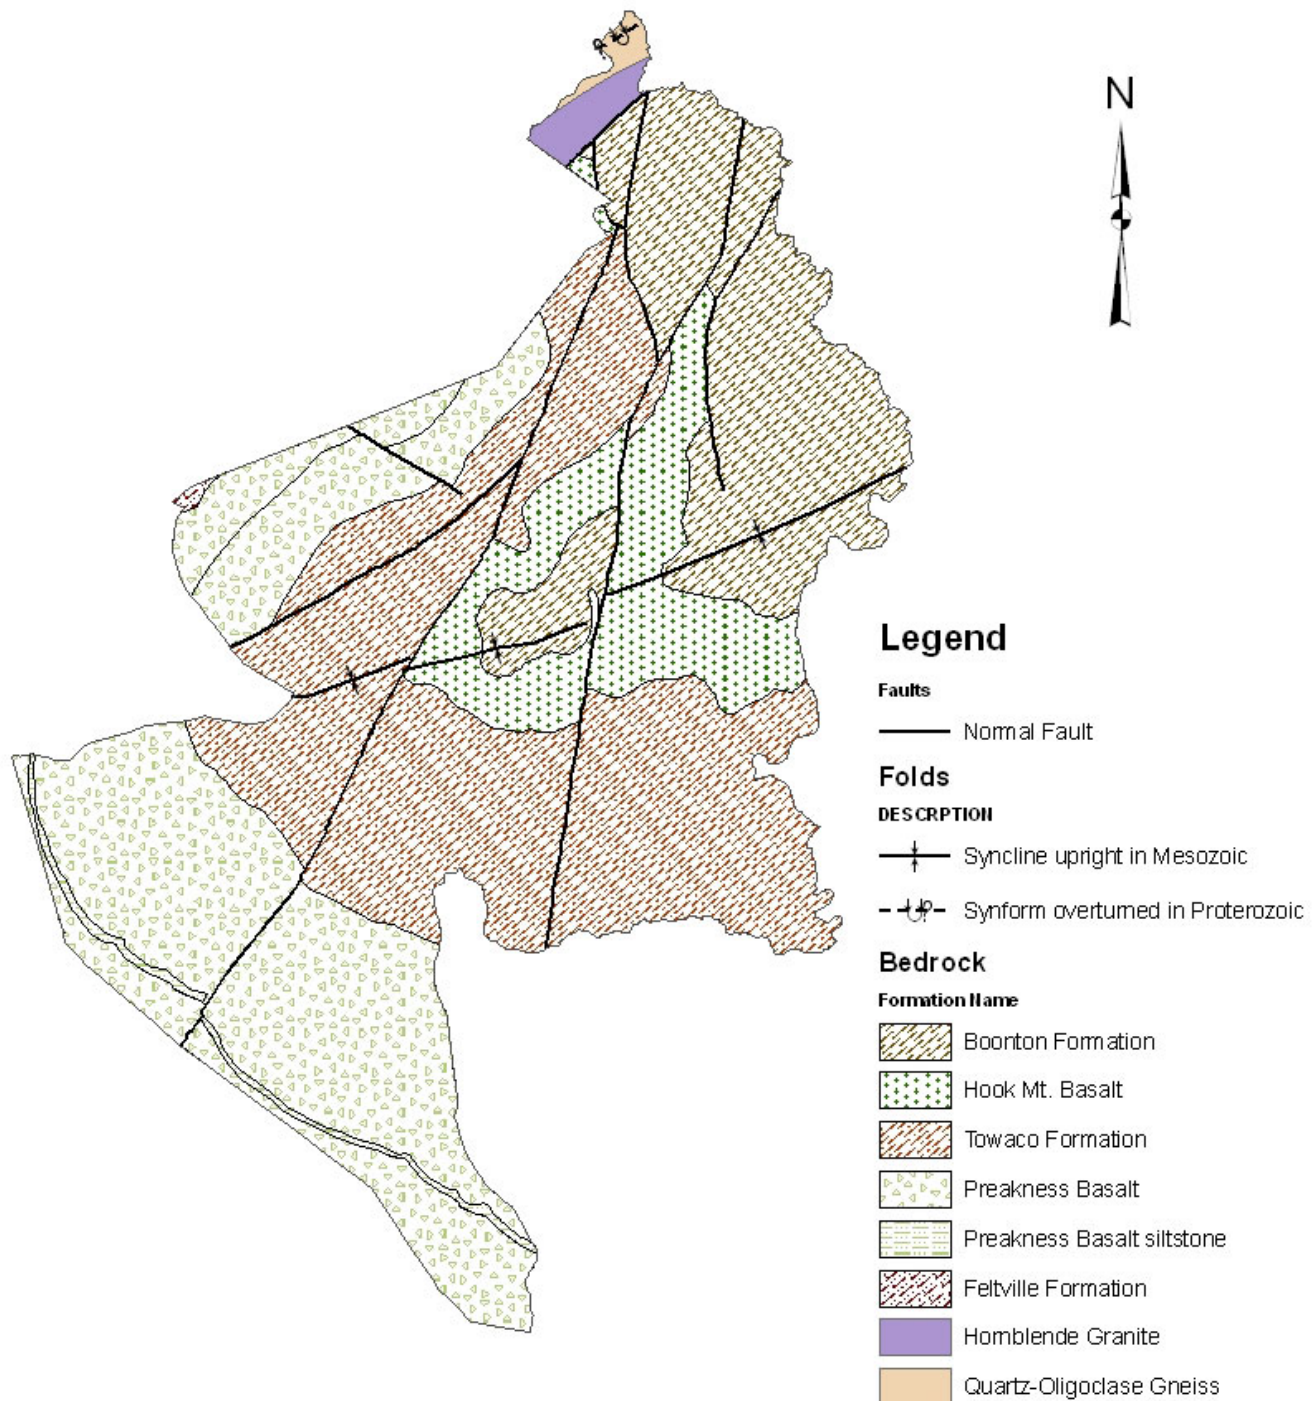 N
Legend
Faults
Normal Fault
Folds
DESCRPTION
Syncline upright in Mesozoic
Synform overturned in Proterozoic
Bedrock
Formation Name
Boonton Formation
Hook Mt. Basalt
Towaco Formation
Preakness Basalt
Preakness Basalt siltstone
Feltville Formation
Hornblende Granite
Quartz-Oligoclase Gneiss